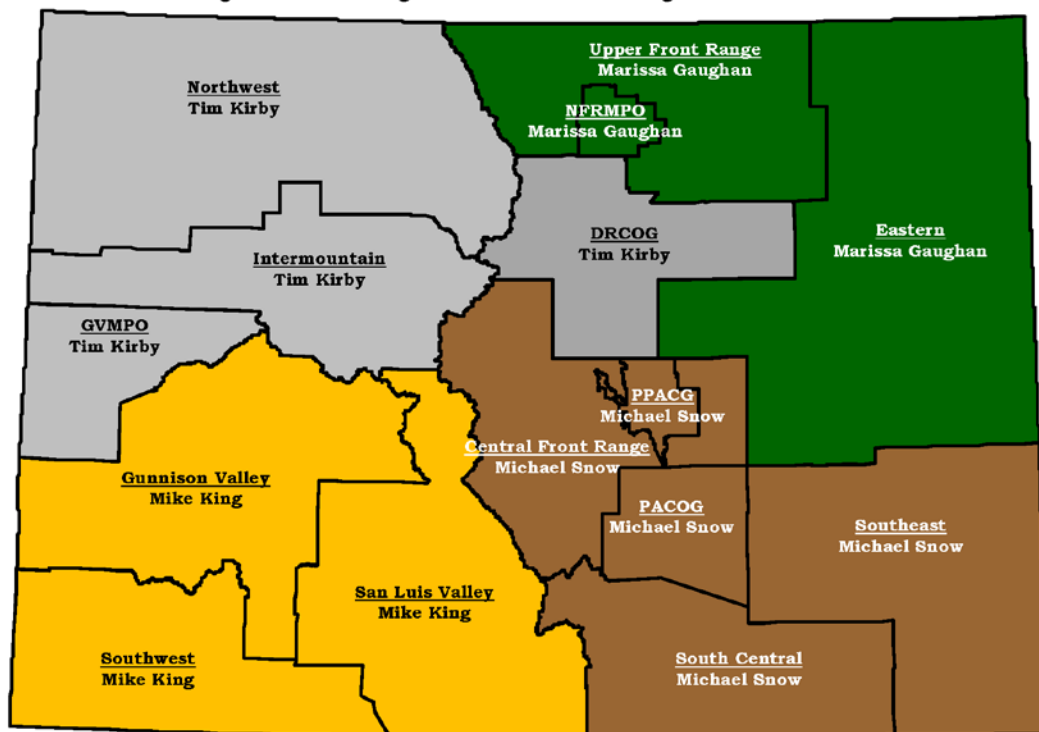 Northwest
Tim Kirby
Upper Front Range
Marissa Gaughan
NFRMPO
Marissa Gaughan
DRCOG
Tim Kirby
Eastern
Marissa Gaughan
Intermountain
Tim Kirby
GVMPO
Tim Kirby
PPACG
Michael Snow
Central Front Range
Michael Snow
Gunnison Valley
Mike King
PACOG
Michael Snow
Southeast
Michael Snow
San Luis Valley
Mike King
Southwest
Mike King
South Central
Michael Snow